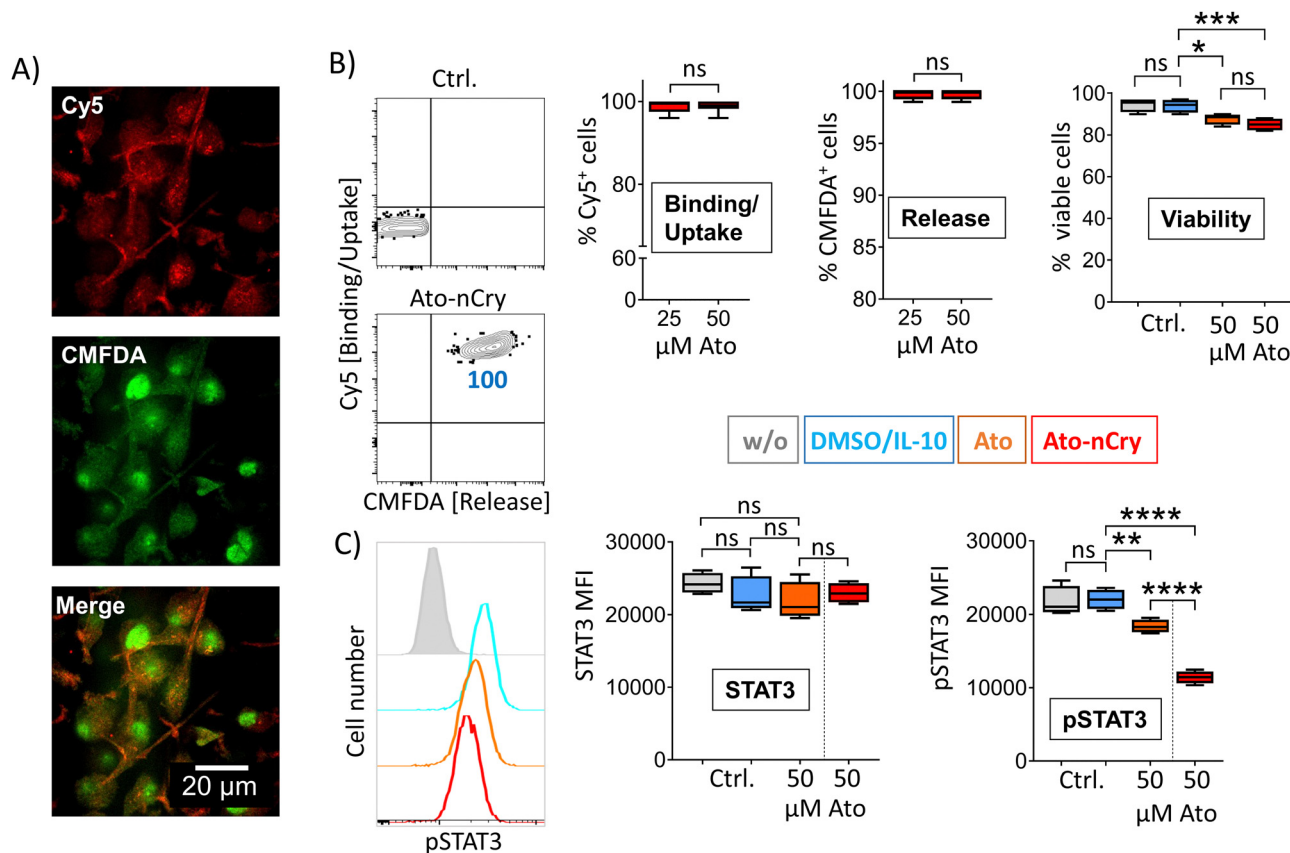 A)
Cy5
CMFDA
Merge
20 µm
B)
Ctrl.
Ato-nCry
100
Cy5 [Binding/Uptake]
CMFDA [Release]
ns
% Cy5+ cells
100
80
60
0
Binding/
Uptake
25 50
µM Ato
ns
% CMFDA+ cells
100
95
90
85
80
Release
25 50
µM Ato
***
*
ns
ns
% viable cells
100
80
60
40
20
0
Viability
Ctrl. 50 50
µM Ato
w/o DMSO/IL-10 Ato Ato-nCry
C)
Cell number
pSTAT3
ns
ns ns ns
STAT3 MFI
30000
20000
10000
0
STAT3
Ctrl. 50 50
µM Ato
****
**
ns
****
pSTAT3 MFI
30000
20000
10000
0
pSTAT3
Ctrl. 50 50
µM Ato